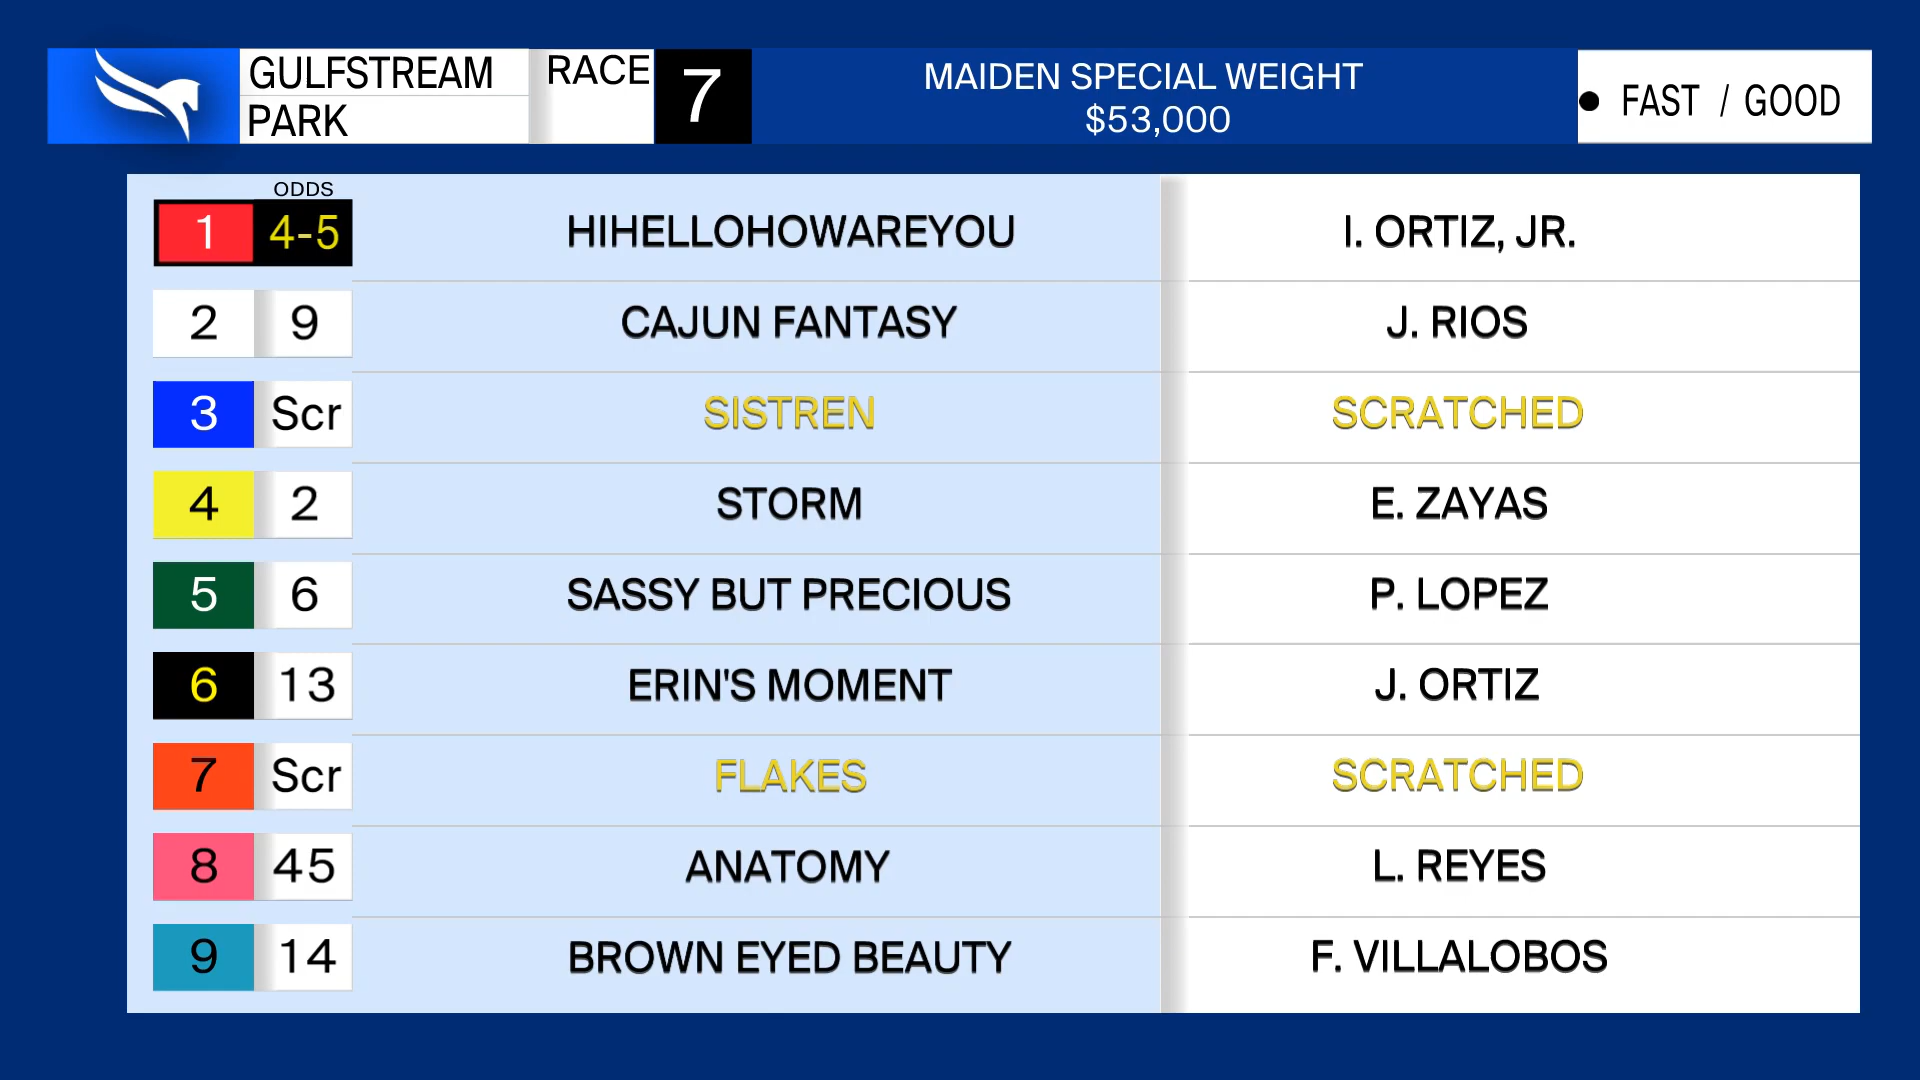 GULFSTREAM
PARK
RACE
7
MAIDEN SPECIAL WEIGHT
$53,000
• FAST / GOOD
ODDS
1 4-5 HIHELLOHOWAREYOU I. ORTIZ, JR.
2 9 CAJUN FANTASY J. RIOS
3 Scr SISTREN SCRATCHED
4 2 STORM E. ZAYAS
5 6 SASSY BUT PRECIOUS P. LOPEZ
6 13 ERIN'S MOMENT J. ORTIZ
7 Scr FLAKES SCRATCHED
8 45 ANATOMY L. REYES
9 14 BROWN EYED BEAUTY F. VILLALOBOS